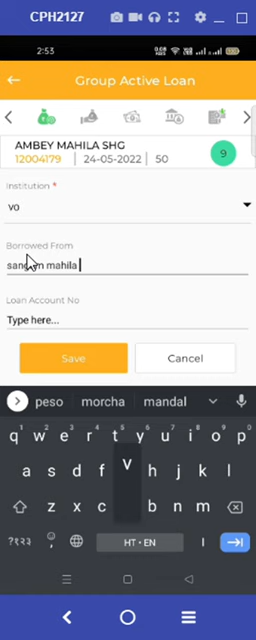 CPH2127
2:53
Group Active Loan
AMBEY MAHILA SHG
12004179 | 24-05-2022 | 50
9
Institution *
vo
Borrowed From
mahila
Loan Account No
Type here...
Save Cancel
peso morcha mandal
q w e r t y u i o p
a s d f v h j k l
z x c b n m
?१२३ HT • EN